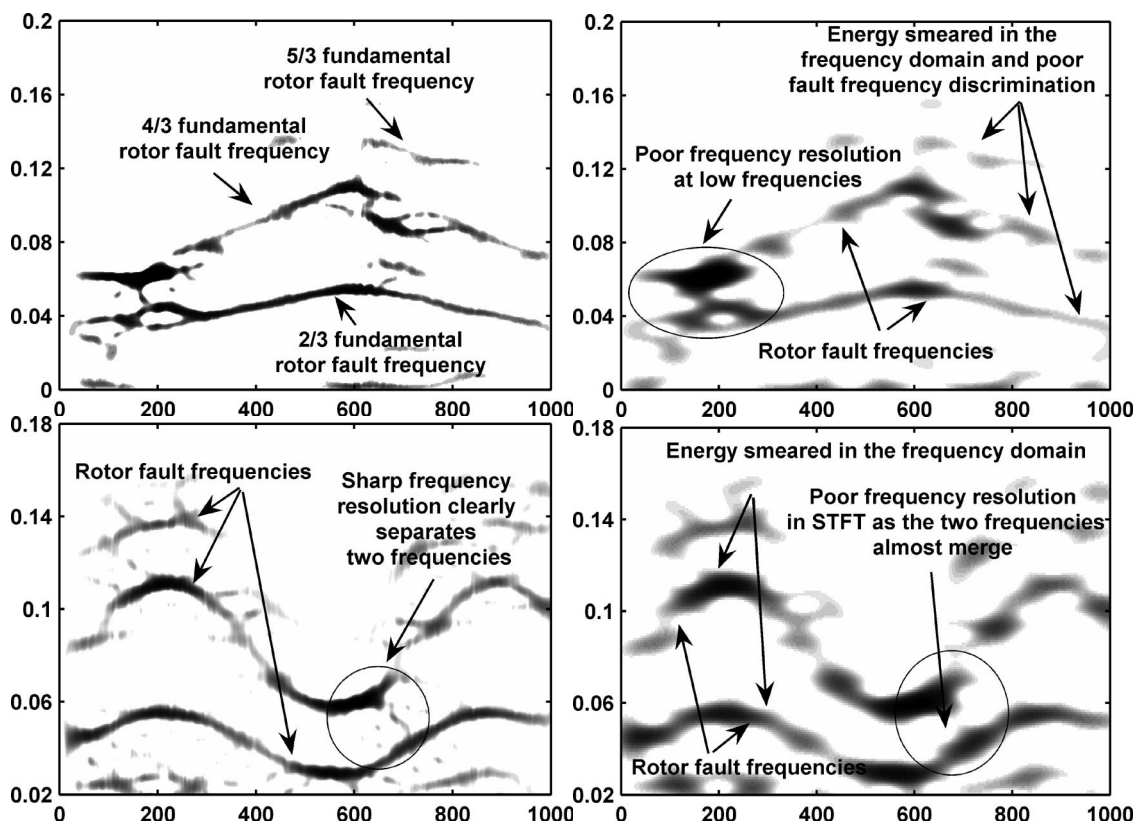 0.2
0.16
0.12
0.08
0.04
0
0
200
400
600
800
1000
5/3 fundamental
rotor fault frequency
4/3 fundamental
rotor fault frequency
2/3 fundamental
rotor fault frequency
0.2
0.16
0.12
0.08
0.04
0
0
200
400
600
800
1000
Energy smeared in the
frequency domain and poor
fault frequency discrimination
Poor frequency resolution
at low frequencies
Rotor fault frequencies
0.18
0.14
0.1
0.06
0.02
0
200
400
600
800
1000
Rotor fault frequencies
Sharp frequency
resolution clearly
separates
two frequencies
0.18
0.14
0.1
0.06
0.02
0
200
400
600
800
1000
Energy smeared in the frequency domain
Poor frequency resolution
in STFT as the two frequencies
almost merge
Rotor fault frequencies